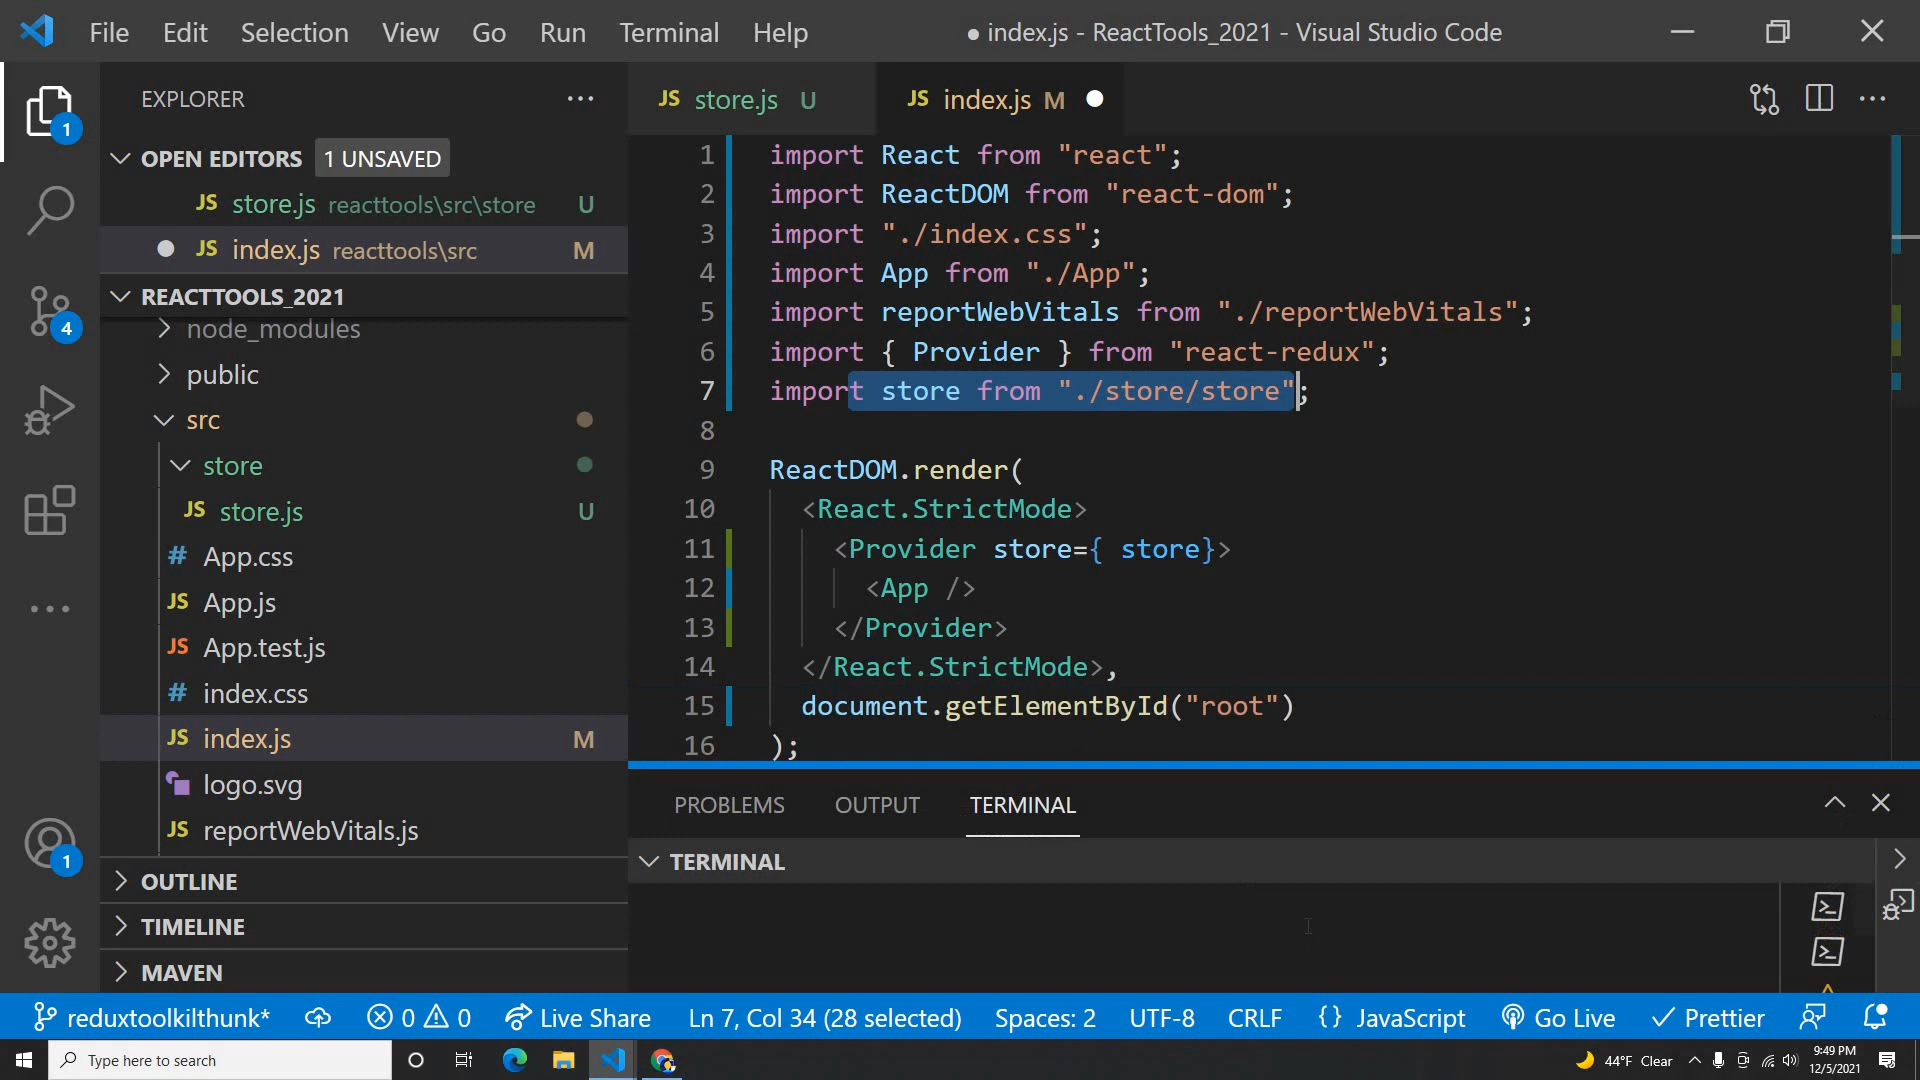 File Edit Selection View Go Run Terminal Help
● index.js - ReactTools_2021 - Visual Studio Code
EXPLORER
OPEN EDITORS 1 UNSAVED
JS store.js reacttools\src\store U
● JS index.js reacttools\src M
REACTTOOLS_2021
node_modules
public
src
store
JS store.js U
# App.css
JS App.js
JS App.test.js
# index.css
JS index.js M
logo.svg
JS reportWebVitals.js
OUTLINE
TIMELINE
MAVEN
1
4
1
JS store.js U
JS index.js M ●
1 import React from "react";
2 import ReactDOM from "react-dom";
3 import "./index.css";
4 import App from "./App";
5 import reportWebVitals from "./reportWebVitals";
6 import { Provider } from "react-redux";
7 import store from "./store/store";
8
9 ReactDOM.render(
10 <React.StrictMode>
11 <Provider store={ store}>
12 <App />
13 </Provider>
14 </React.StrictMode>,
15 document.getElementById("root")
16 );
PROBLEMS OUTPUT TERMINAL
TERMINAL
reduxtoolkilthunk* 0 0 Live Share Ln 7, Col 34 (28 selected) Spaces: 2 UTF-8 CRLF {} JavaScript Go Live Prettier
Type here to search
44°F Clear
9:49 PM
12/5/2021